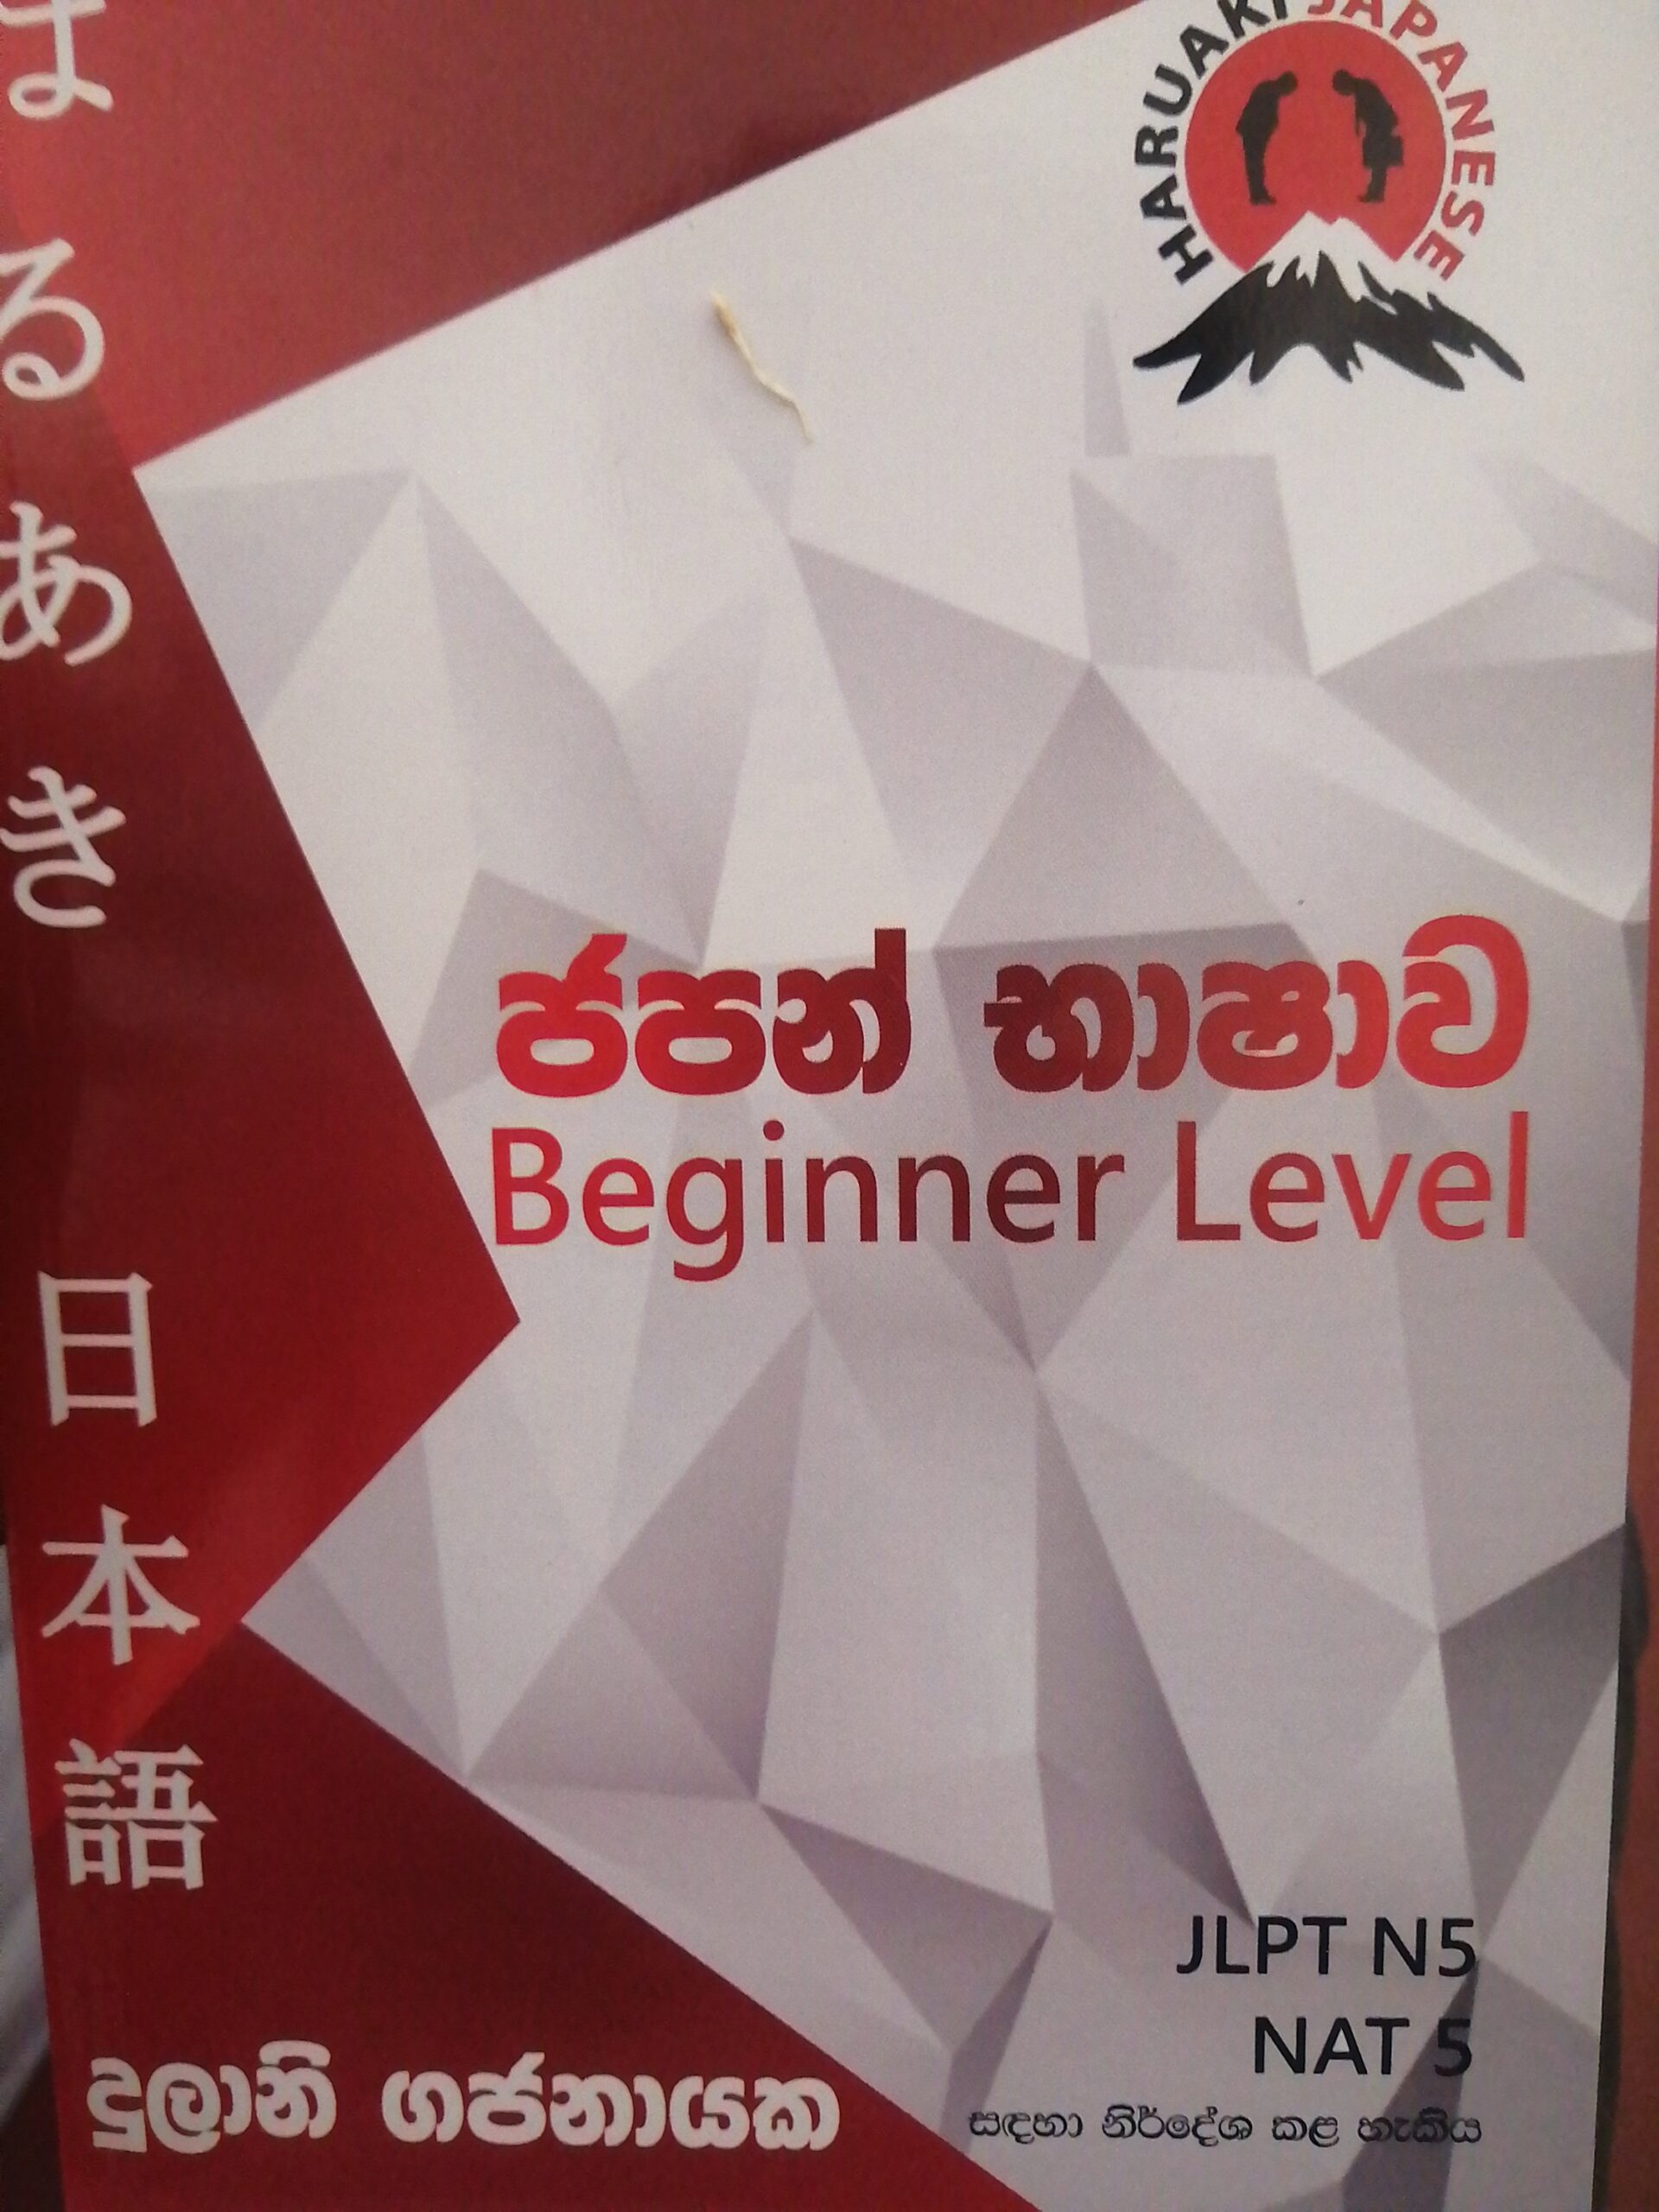 HARUAKI JAPANESE
はるあき 日本語
ජපන් භාෂාව
Beginner Level
JLPT N5
NAT 5
සඳහා නිර්දේශ කළ හැකිය
දුලානි ගජනායක